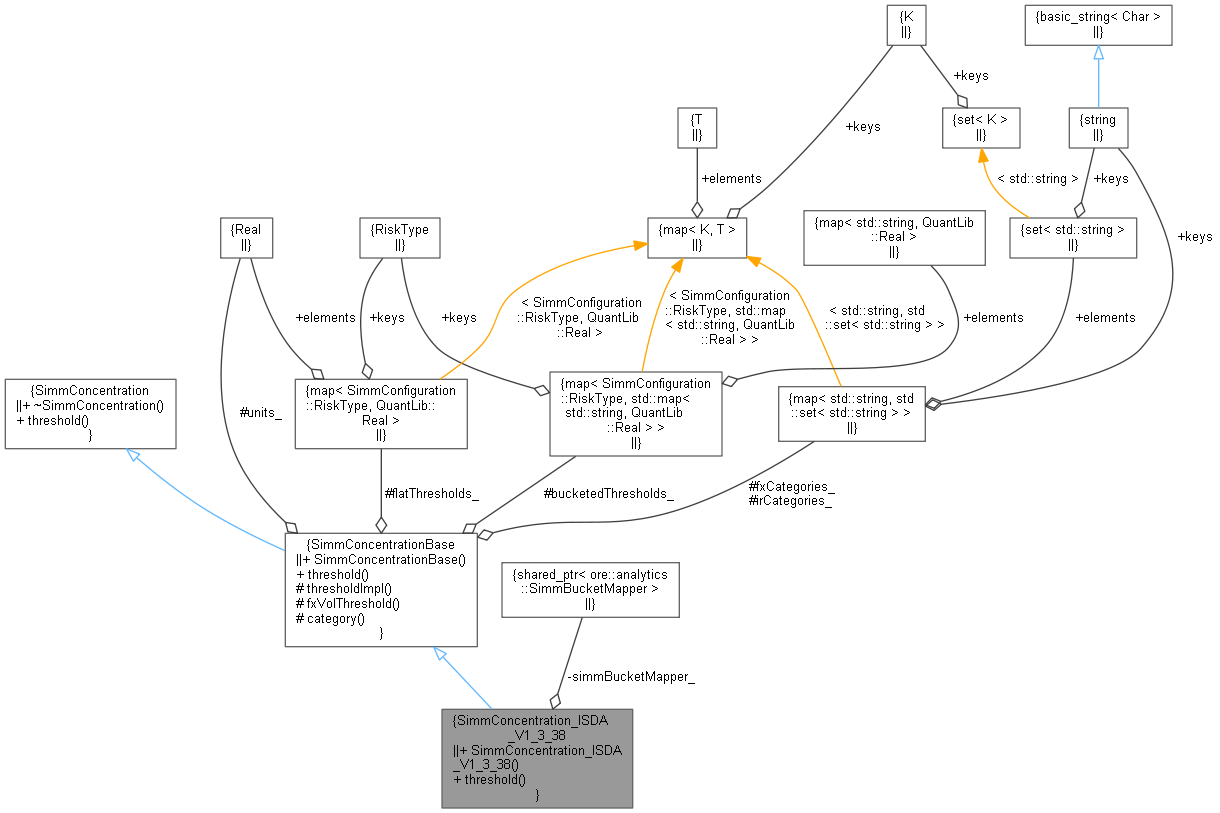 {K
||}
{basic_string< Char >
||}
+keys
{T
||}
{set< K >
||}
{string
||}
+keys
+elements
< std::string >
+keys
{Real
||}
{RiskType
||}
{map< K, T >
||}
{map< std::string, QuantLib
::Real >
||}
{set< std::string >
||}
+keys
+elements
+keys
+keys
< SimmConfiguration
::RiskType, QuantLib
::Real >
< SimmConfiguration
::RiskType, std::map
< std::string, QuantLib
::Real > >
< std::string, std
::set< std::string > >
+elements
+elements
{SimmConcentration
||+ ~SimmConcentration()
+ threshold()
}
#units_
{map< SimmConfiguration
::RiskType, QuantLib::
Real >
||}
{map< SimmConfiguration
::RiskType, std::map<
std::string, QuantLib
::Real > >
||}
{map< std::string, std
::set< std::string > >
||}
#flatThresholds_
#bucketedThresholds_
#fxCategories_
#irCategories_
{SimmConcentrationBase
||+ SimmConcentrationBase()
+ threshold()
# thresholdImpl()
# fxVolThreshold()
# category()
}
{shared_ptr< ore::analytics
::SimmBucketMapper >
||}
-simmBucketMapper_
{SimmConcentration_ISDA
_V1_3_38
||+ SimmConcentration_ISDA
_V1_3_38()
+ threshold()
}